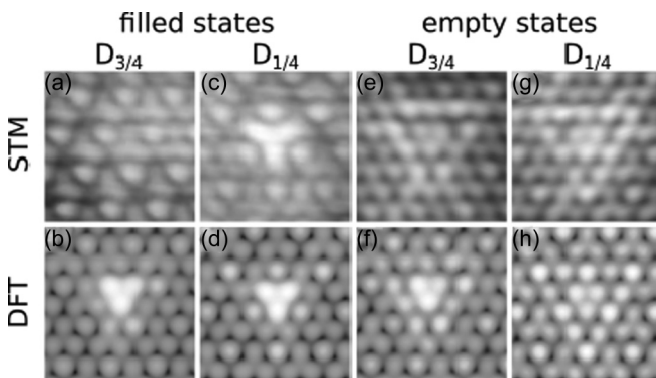 filled states empty states
D3/4 D1/4 D3/4 D1/4
STM (a) (c) (e) (g)
DFT (b) (d) (f) (h)